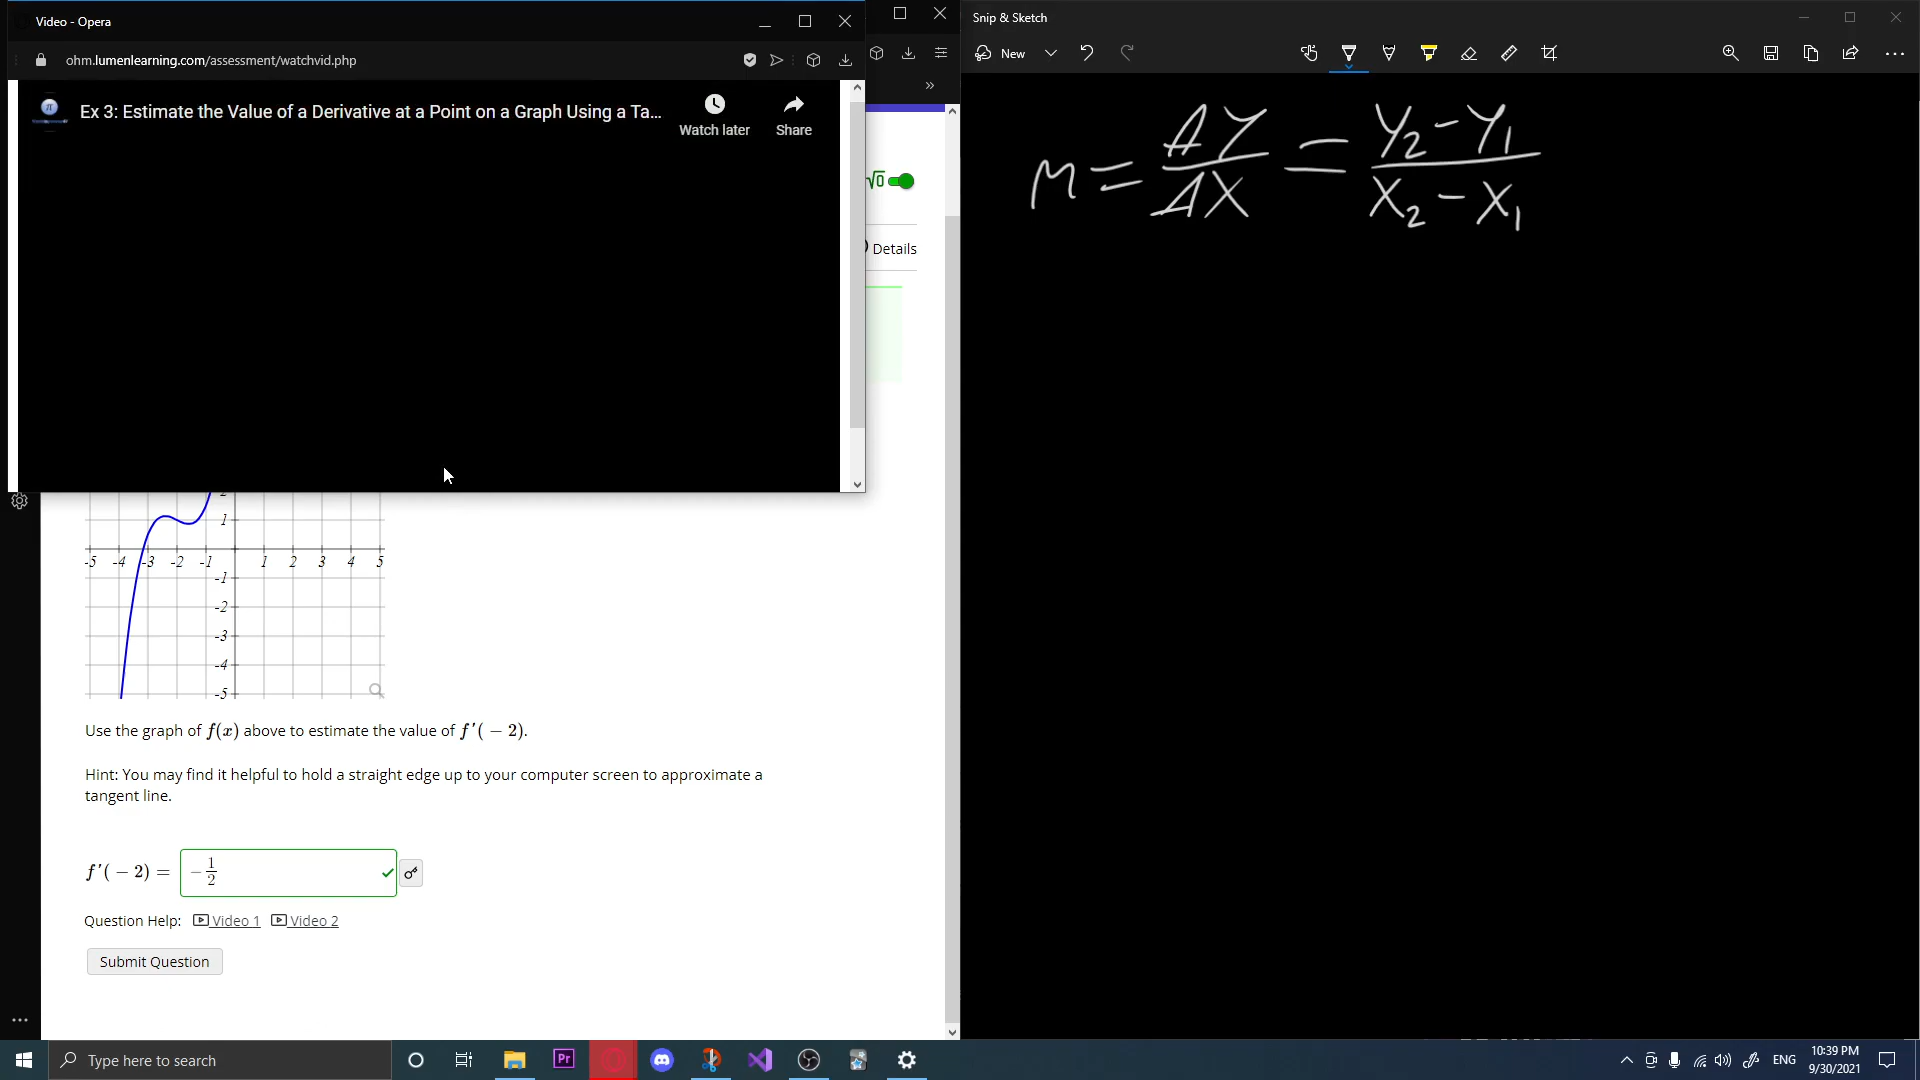 Video - Opera
ohm.lumenlearning.com/assessment/watchvid.php
Ex 3: Estimate the Value of a Derivative at a Point on a Graph Using a Ta...
Watch later
Share
√0
Details
1
-5 -4 -3 -2 -1 1 2 3 4 5
-1
-2
-3
-4
-5
Use the graph of f(x) above to estimate the value of f'( − 2).
Hint: You may find it helpful to hold a straight edge up to your computer screen to approximate a
tangent line.
f'( − 2) = −1/2
Question Help: Video 1 Video 2
Submit Question
Snip & Sketch
New
M = ΔY/ΔX = Y₂ − Y₁/X₂ − X₁
Type here to search
Pr
ENG
10:39 PM
9/30/2021